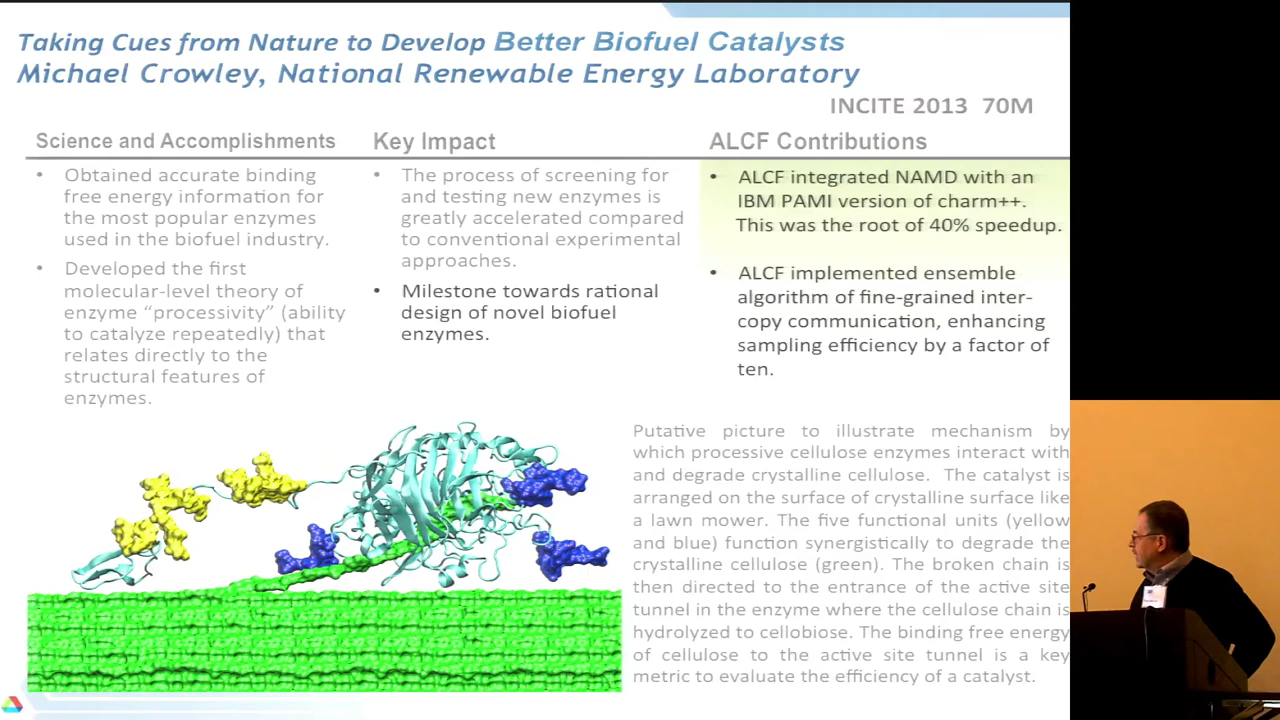 Taking Cues from Nature to Develop Better Biofuel Catalysts
Michael Crowley, National Renewable Energy Laboratory
INCITE 2013 70M
Science and Accomplishments
• Obtained accurate binding
free energy information for
the most popular enzymes
used in the biofuel industry.
• Developed the first
molecular-level theory of
enzyme “processivity” (ability
to catalyze repeatedly) that
relates directly to the
structural features of
enzymes.
Key Impact
• The process of screening for
and testing new enzymes is
greatly accelerated compared
to conventional experimental
approaches.
• Milestone towards rational
design of novel biofuel
enzymes.
ALCF Contributions
• ALCF integrated NAMD with an
IBM PAMI version of charm++.
This was the root of 40% speedup.
• ALCF implemented ensemble
algorithm of fine-grained inter-
copy communication, enhancing
sampling efficiency by a factor of
ten.
Putative picture to illustrate mechanism by
which processive cellulose enzymes interact with
and degrade crystalline cellulose. The catalyst is
arranged on the surface of crystalline surface like
a lawn mower. The five functional units (yellow
and blue) function synergistically to degrade the
crystalline cellulose (green). The broken chain is
then directed to the entrance of the active site
tunnel in the enzyme where the cellulose chain is
hydrolyzed to cellobiose. The binding free energy
of cellulose to the active site tunnel is a key
metric to evaluate the efficiency of a catalyst.